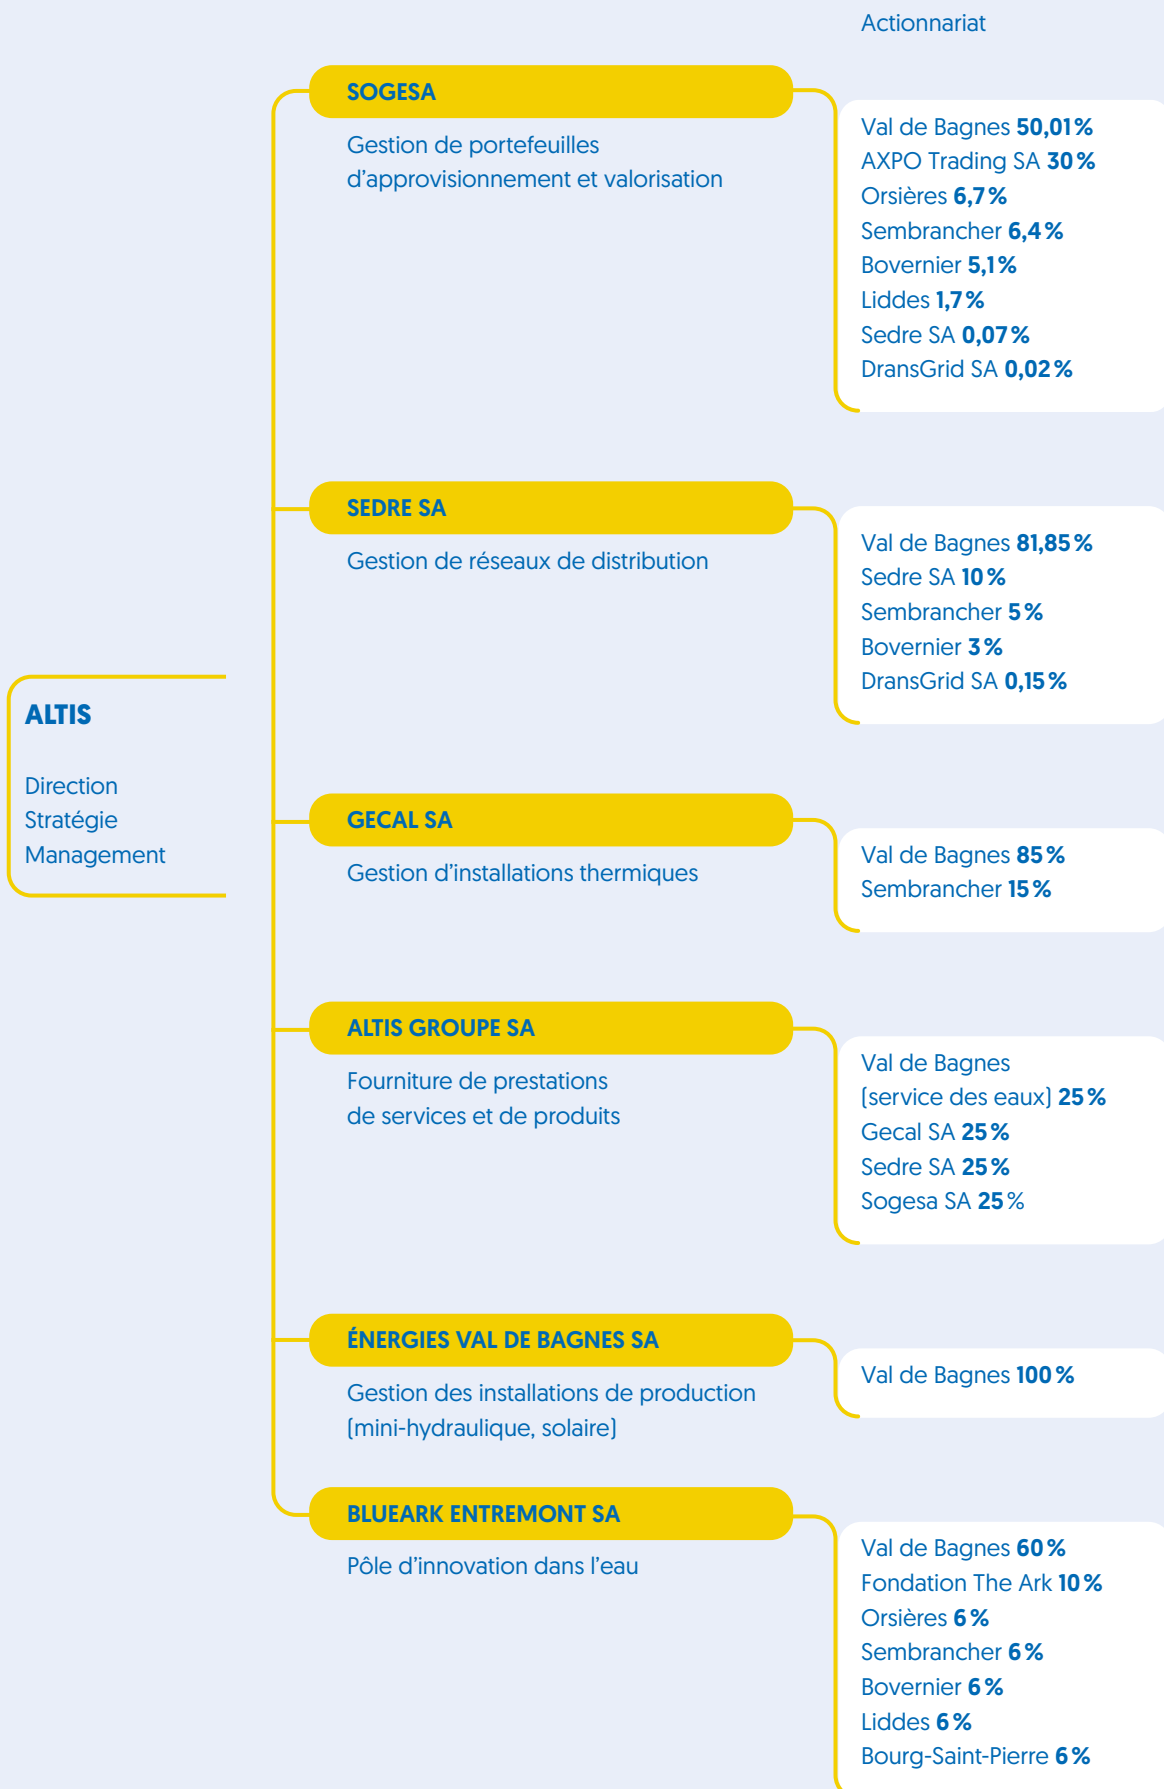 Actionnariat
SOGESA
Gestion de portefeuilles
d’approvisionnement et valorisation
Val de Bagnes 50,01%
AXPO Trading SA 30%
Orsières 6,7%
Sembrancher 6,4%
Bovernier 5,1%
Liddes 1,7%
Sedre SA 0,07%
DransGrid SA 0,02%
SEDRE SA
Gestion de réseaux de distribution
Val de Bagnes 81,85%
Sedre SA 10%
Sembrancher 5%
Bovernier 3%
DransGrid SA 0,15%
ALTIS
Direction
Stratégie
Management
GECAL SA
Gestion d’installations thermiques
Val de Bagnes 85%
Sembrancher 15%
ALTIS GROUPE SA
Fourniture de prestations
de services et de produits
Val de Bagnes
(service des eaux) 25%
Gecal SA 25%
Sedre SA 25%
Sogesa SA 25%
ÉNERGIES VAL DE BAGNES SA
Gestion des installations de production
(mini-hydraulique, solaire)
Val de Bagnes 100%
BLUEARK ENTREMONT SA
Pôle d’innovation dans l’eau
Val de Bagnes 60%
Fondation The Ark 10%
Orsières 6%
Sembrancher 6%
Bovernier 6%
Liddes 6%
Bourg-Saint-Pierre 6%